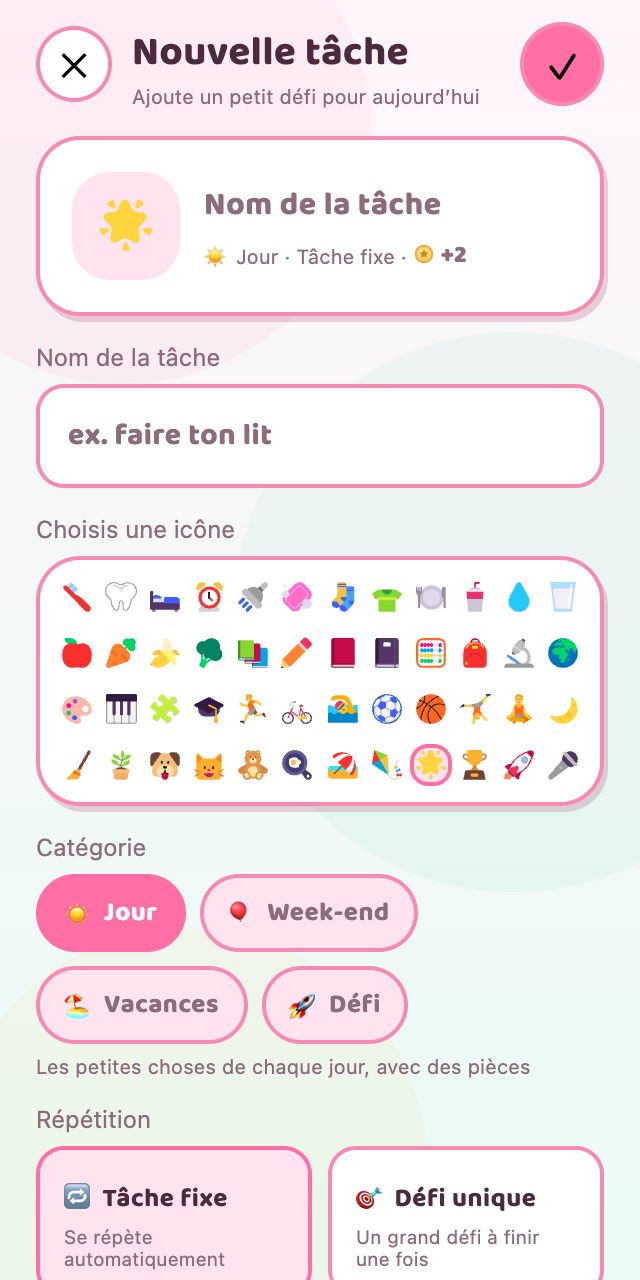 Nouvelle tâche
Ajoute un petit défi pour aujourd’hui
Nom de la tâche
Jour · Tâche fixe · +2
Nom de la tâche
ex. faire ton lit
Choisis une icône
Catégorie
Jour
Week-end
Vacances
Défi
Les petites choses de chaque jour, avec des pièces
Répétition
Tâche fixe
Se répète
automatiquement
Défi unique
Un grand défi à finir
une fois